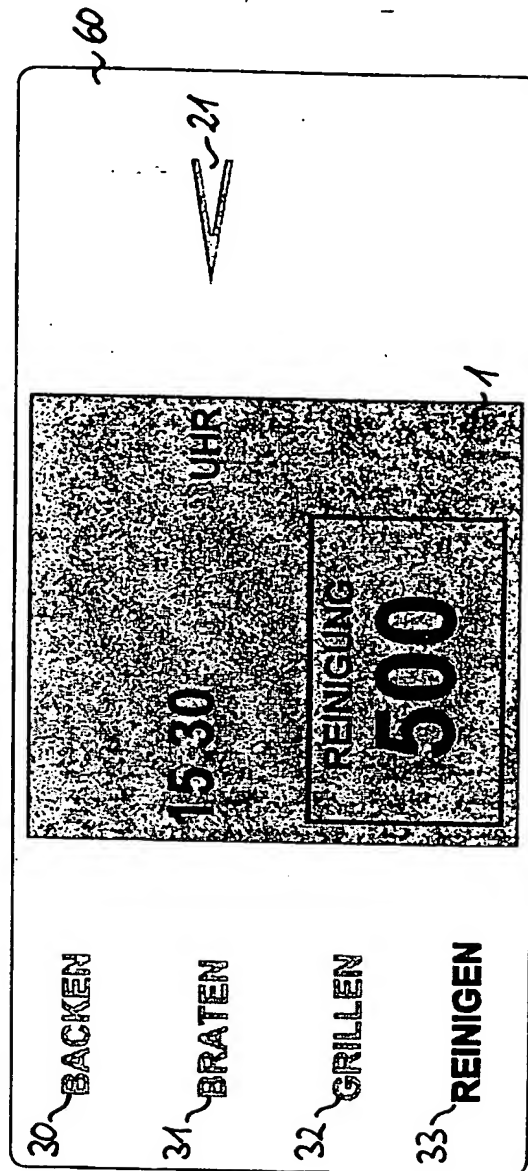 60
30 BACKEN
31 BRATEN
32 GRILLEN
33 REINIGEN
15.30 UHR
REINIGUNG
500
1
21